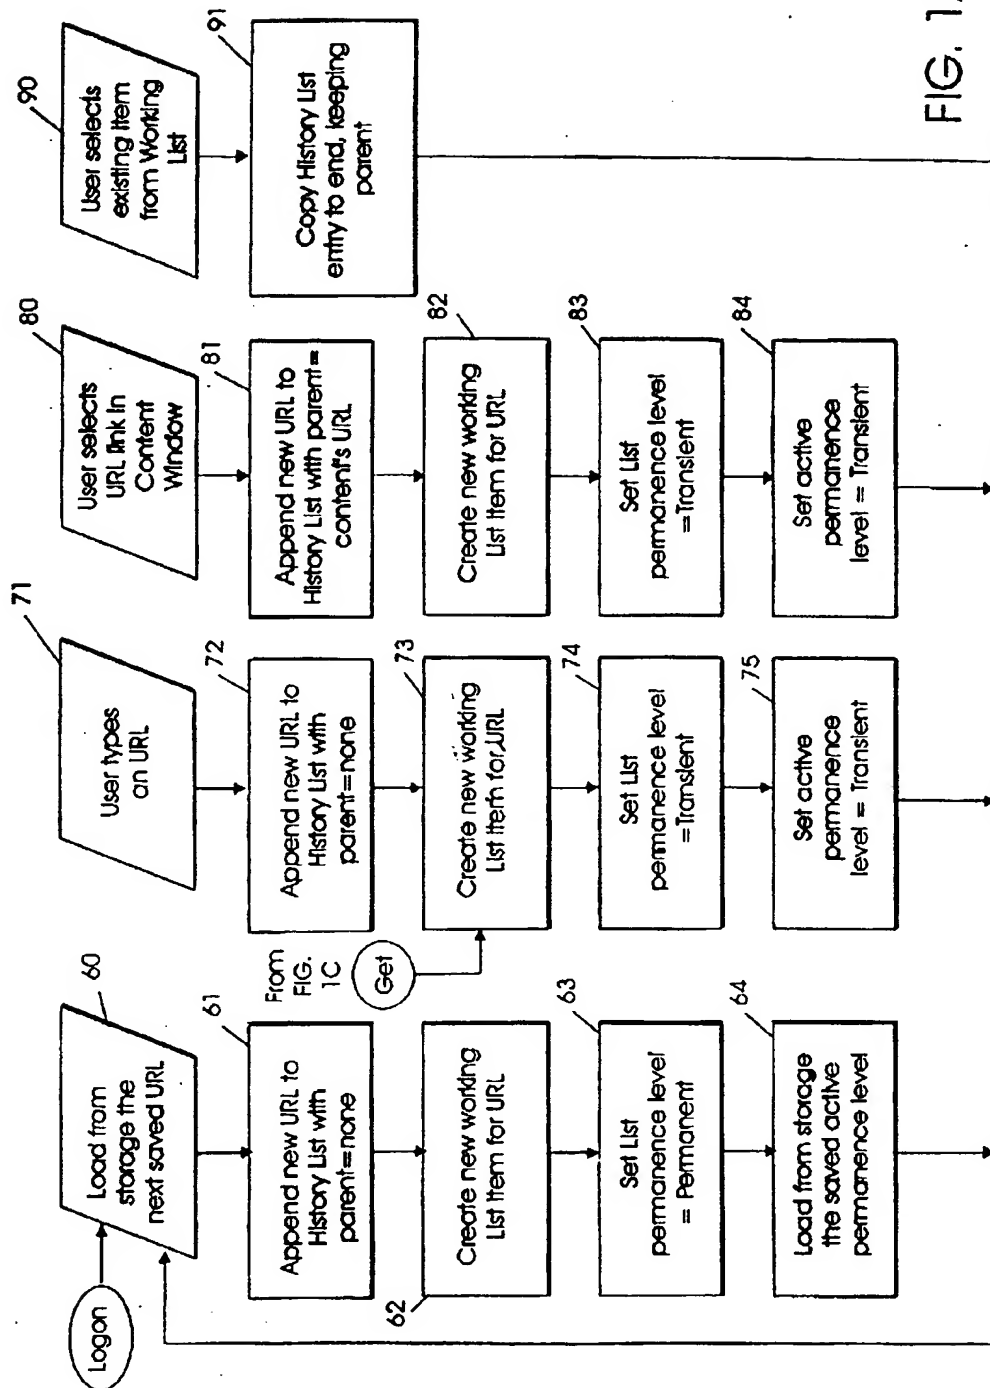 Logon
60
Load from
storage the
next saved URL
61
Append new URL to
History List with
parent=none
62
Create new working
List Item for URL
63
Set List
permanence level
= Permanent
64
Load from storage
the saved active
permanence level
From
FIG.
1C
Get
71
User types
an URL
72
Append new URL to
History List with
parent=none
73
Create new working
List Item for URL
74
Set List
permanence level
=Transient
75
Set active
permanence
level = Transient
80
User selects
URL link in
Content
Window
81
Append new URL to
History List with parent=
content's URL
82
Create new working
List Item for URL
83
Set List
permanence level
=Transient
84
Set active
permanence
level = Transient
90
User selects
existing item
from Working
List
91
Copy History List
entry to end, keeping
parent
FIG.